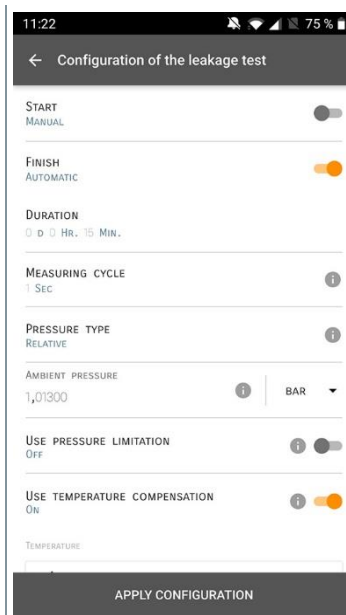 11:22
75 %
Configuration of the leakage test
START
MANUAL
FINISH
AUTOMATIC
DURATION
0 D 0 HR. 15 MIN.
MEASURING CYCLE
1 SEC
PRESSURE TYPE
RELATIVE
AMBIENT PRESSURE
1,01300
BAR
USE PRESSURE LIMITATION
OFF
USE TEMPERATURE COMPENSATION
ON
TEMPERATURE
APPLY CONFIGURATION